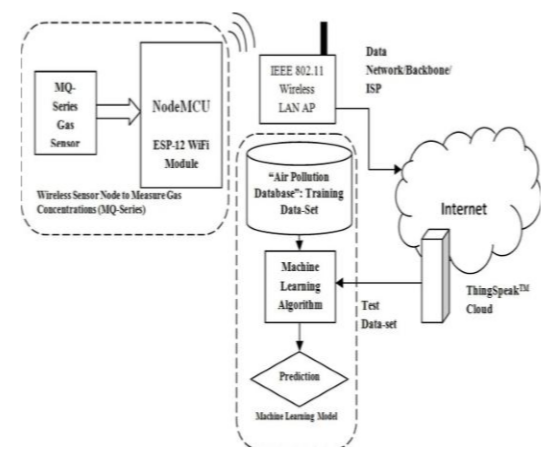 MQ-
Series
Gas
Sensor
NodeMCU
ESP-12 WiFi
Module
Wireless Sensor Node to Measure Gas
Concentrations (MQ-Series)
IEEE 802.11
Wireless
LAN AP
Data
Network/Backbone/
ISP
"Air Pollution
Database": Training
Data-Set
Internet
Machine
Learning
Algorithm
Test
Data-set
ThingSpeak™
Cloud
Prediction
Machine Learning Model